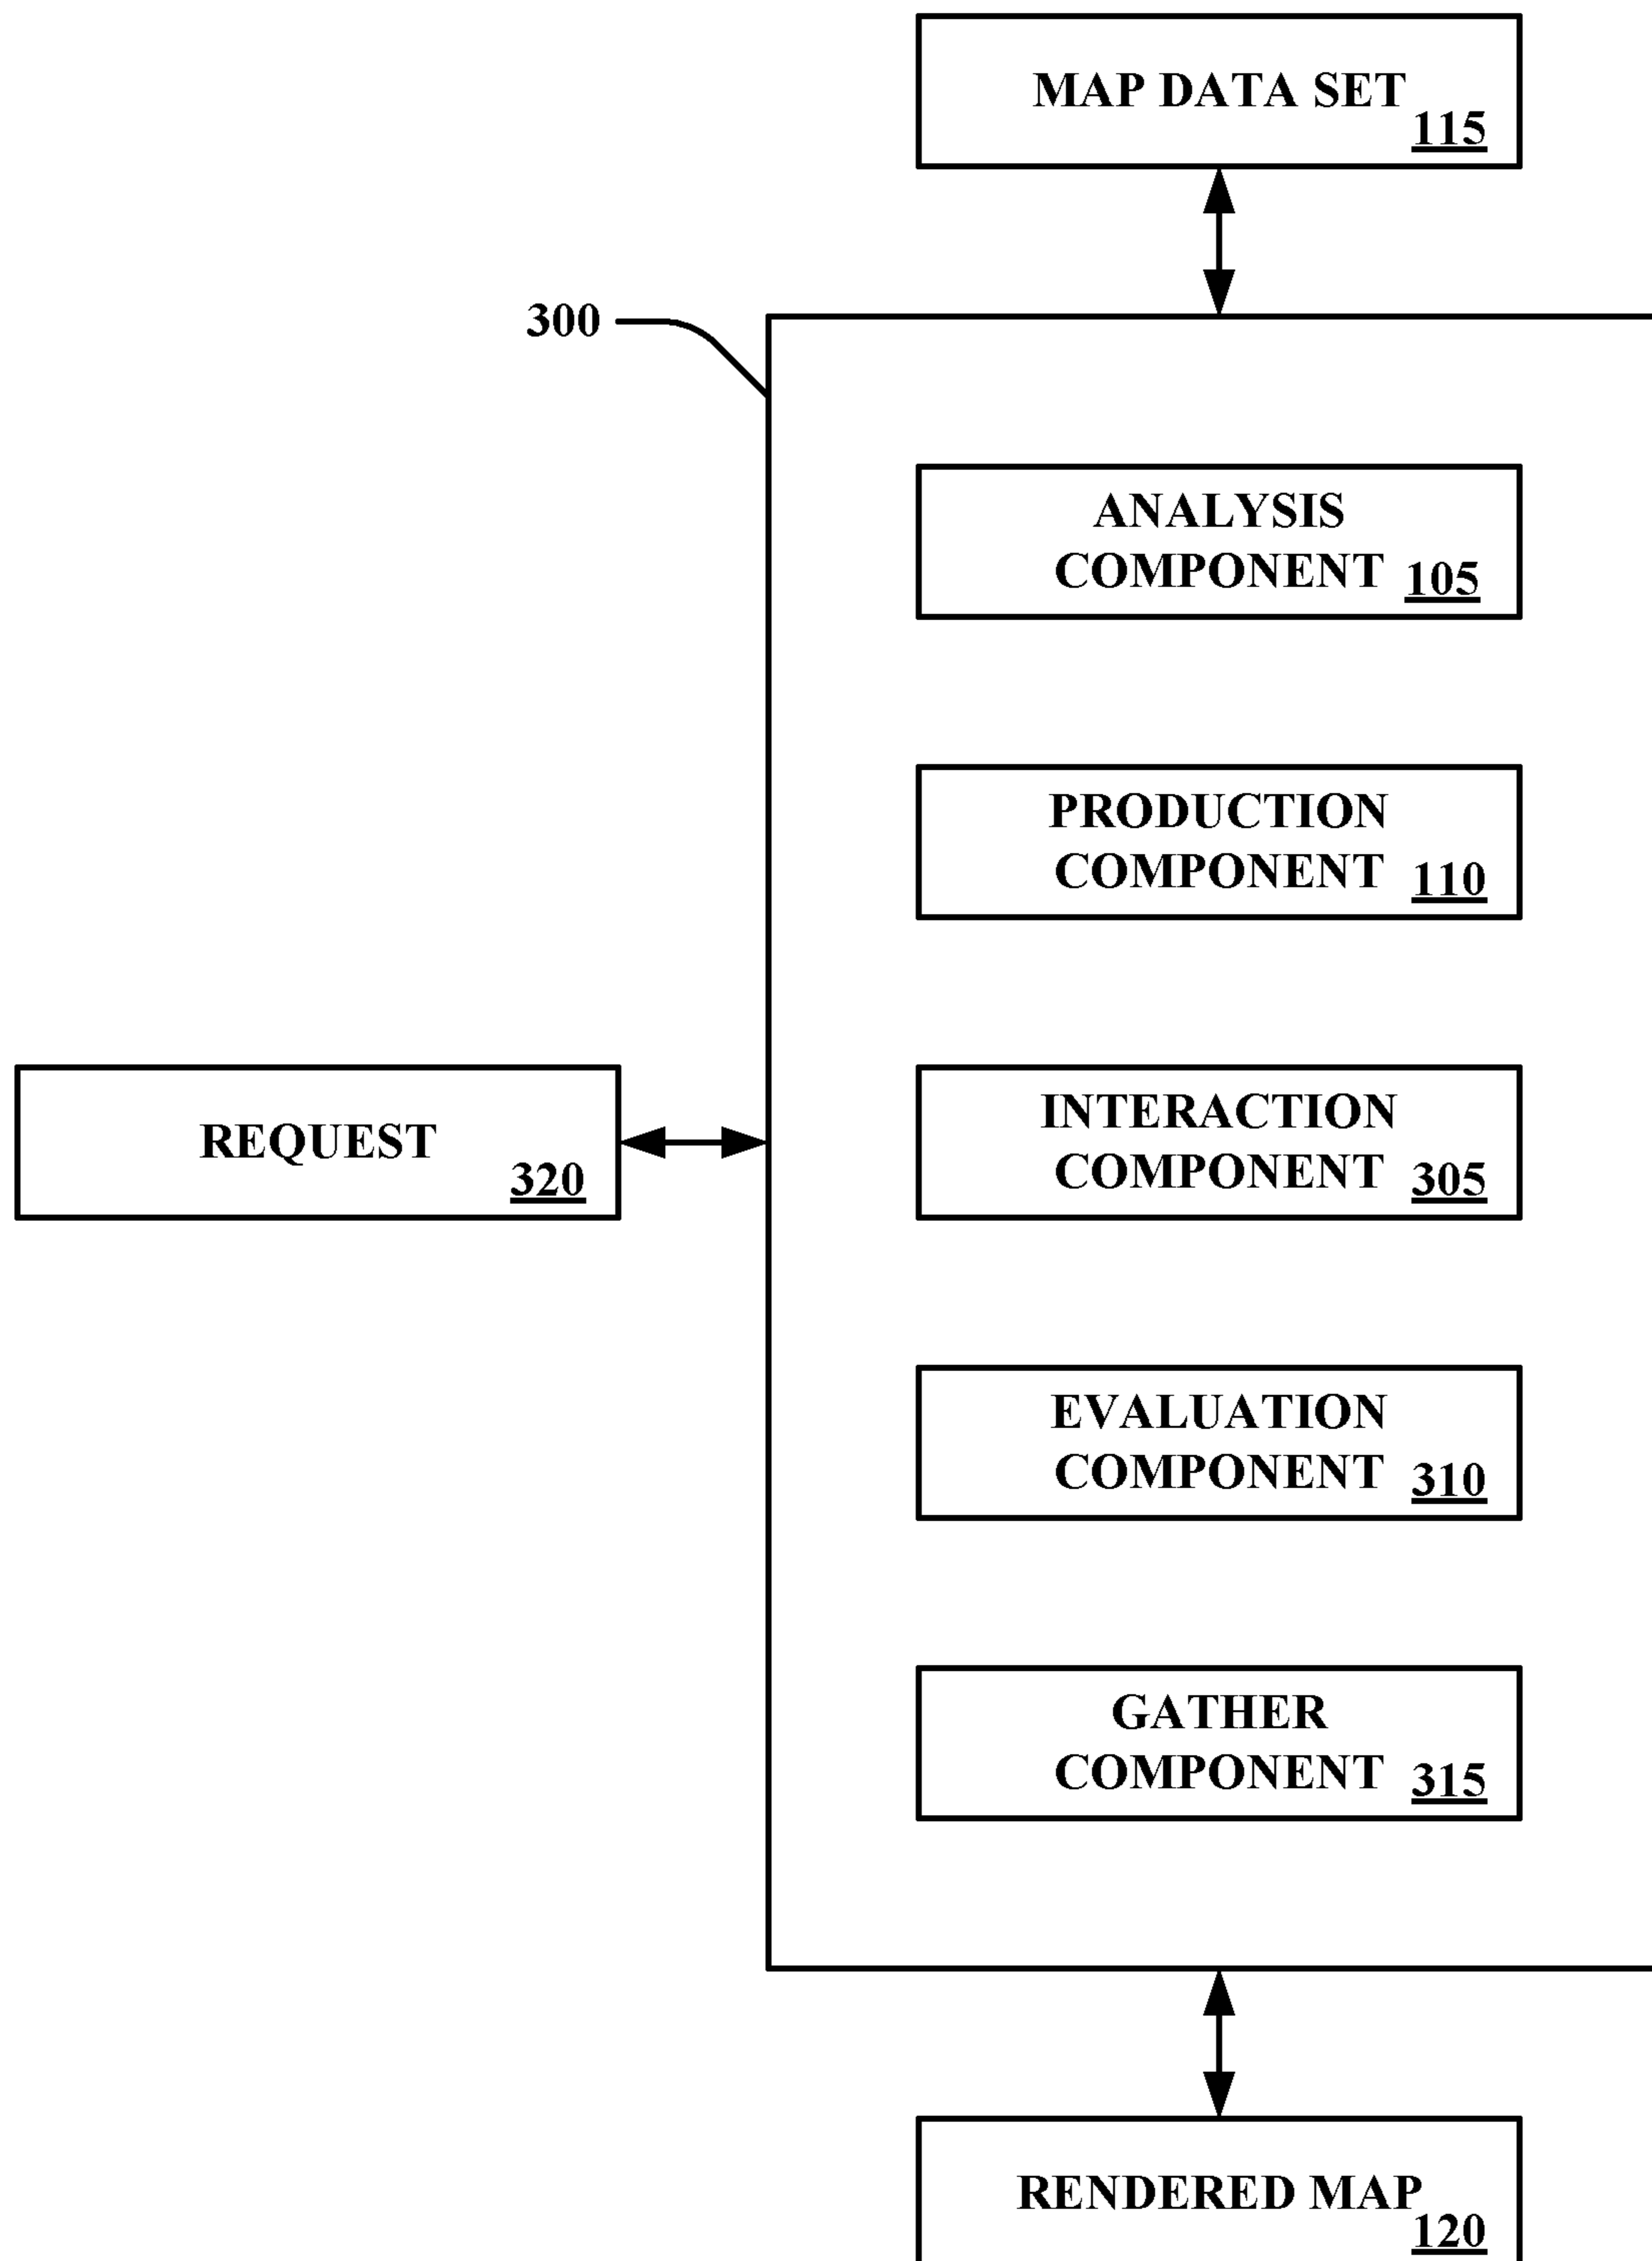 MAP DATA SET
115
300
ANALYSIS
COMPONENT 105
PRODUCTION
COMPONENT 110
REQUEST
320
INTERACTION
COMPONENT 305
EVALUATION
COMPONENT 310
GATHER
COMPONENT 315
RENDERED MAP
120